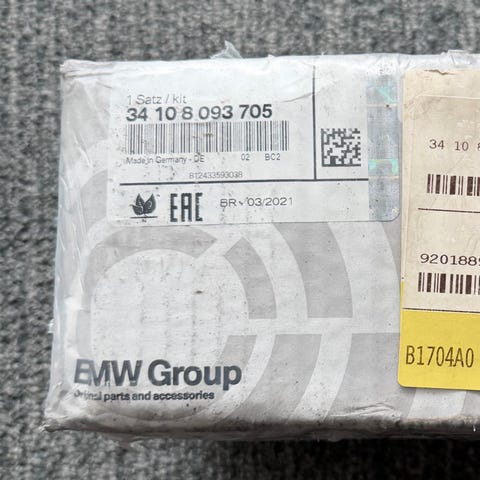 1 Satz / kit
34 10 8 093 705
Made in Germany - DE 02 BC2
B12433593038
EAC BR 03/2021
BMW Group
Original parts and accessories
34 10 8
920188
B1704A0